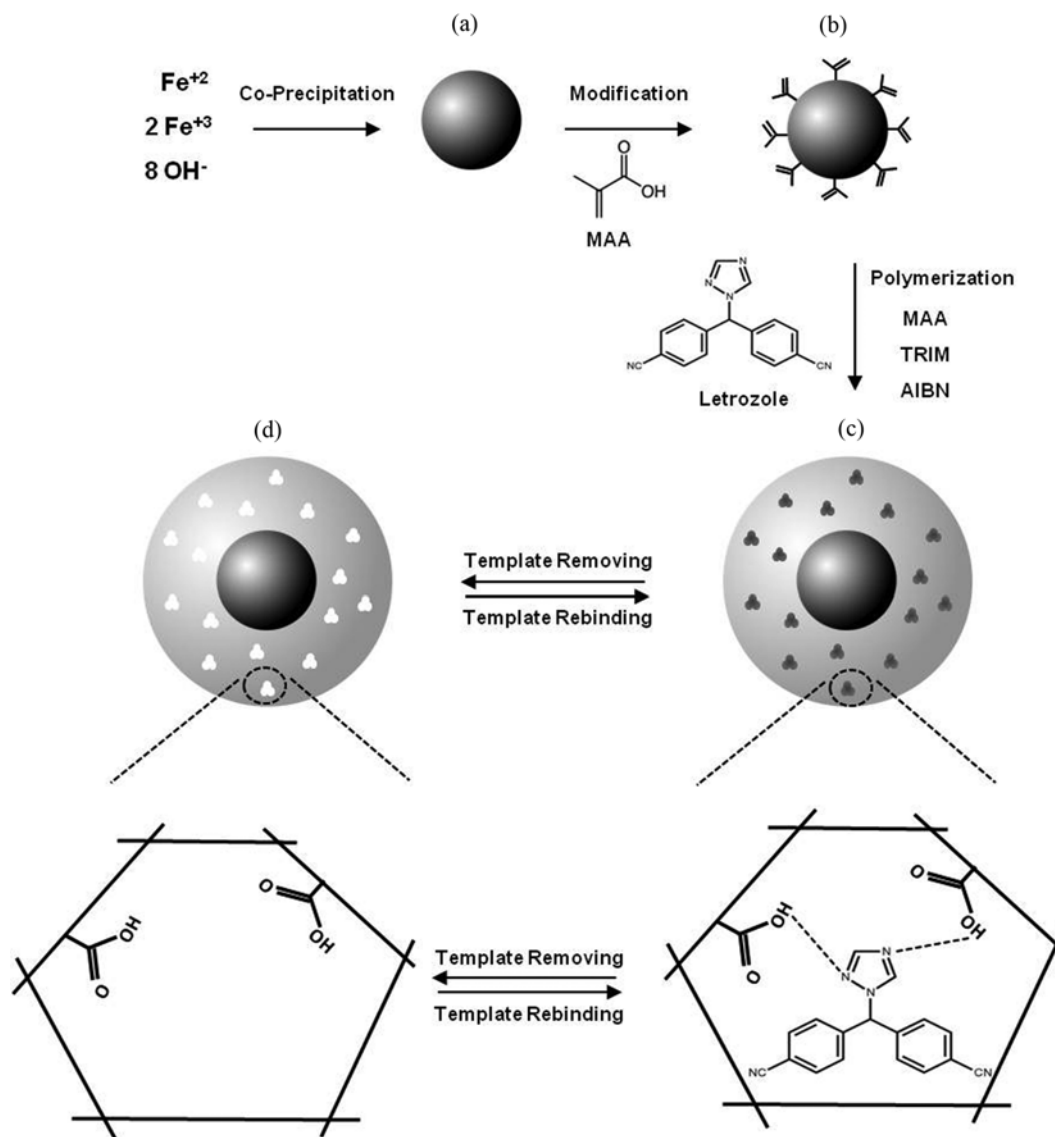 (a)
(b)
Fe+2
2 Fe+3
8 OH-
Co-Precipitation
Modification
O
OH
MAA
N
N
N
NC
CN
Letrozole
Polymerization
MAA
TRIM
AIBN
(d)
(c)
Template Removing
Template Rebinding
O
OH
O
OH
Template Removing
Template Rebinding
OH
O
O
OH
N
N
N
NC
CN